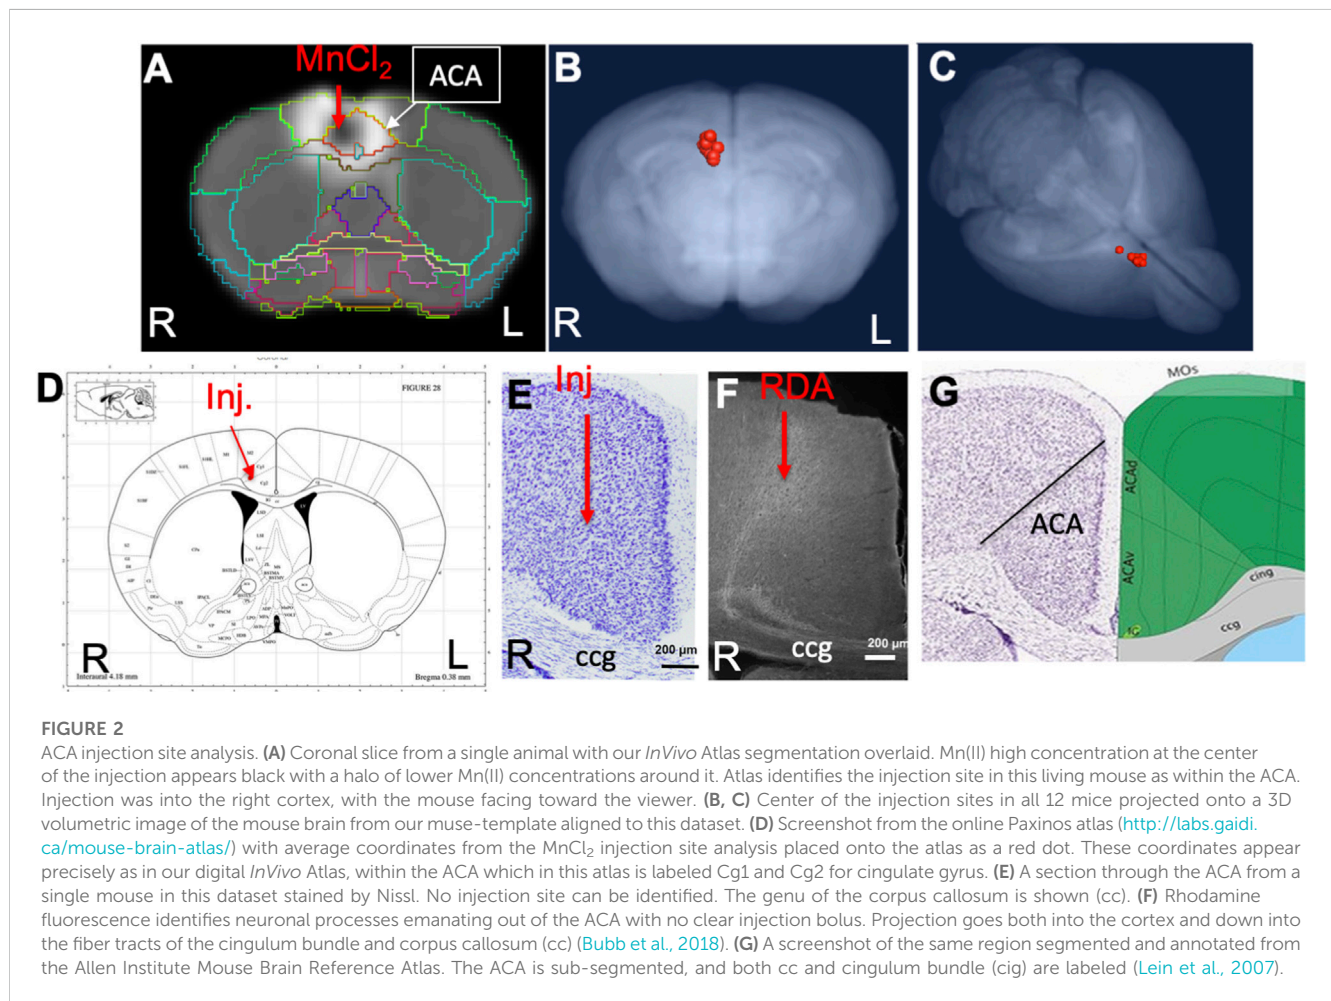 A
MnCl2
ACA
R
L
B
R
L
C
D
Inj.
FIGURE 28
R
L
Interaural 4.18 mm
Bregma 0.38 mm
E
Inj
R
ccg
200 µm
F
RDA
R
ccg
200 µm
G
MOs
ACAd
ACA
ACAv
cing
ccg
FIGURE 2
ACA injection site analysis. (A) Coronal slice from a single animal with our InVivo Atlas segmentation overlaid. Mn(II) high concentration at the center
of the injection appears black with a halo of lower Mn(II) concentrations around it. Atlas identifies the injection site in this living mouse as within the ACA.
Injection was into the right cortex, with the mouse facing toward the viewer. (B, C) Center of the injection sites in all 12 mice projected onto a 3D
volumetric image of the mouse brain from our muse-template aligned to this dataset. (D) Screenshot from the online Paxinos atlas (http://labs.gaidi.
ca/mouse-brain-atlas/) with average coordinates from the MnCl2 injection site analysis placed onto the atlas as a red dot. These coordinates appear
precisely as in our digital InVivo Atlas, within the ACA which in this atlas is labeled Cg1 and Cg2 for cingulate gyrus. (E) A section through the ACA from a
single mouse in this dataset stained by Nissl. No injection site can be identified. The genu of the corpus callosum is shown (cc). (F) Rhodamine
fluorescence identifies neuronal processes emanating out of the ACA with no clear injection bolus. Projection goes both into the cortex and down into
the fiber tracts of the cingulum bundle and corpus callosum (cc) (Bubb et al., 2018). (G) A screenshot of the same region segmented and annotated from
the Allen Institute Mouse Brain Reference Atlas. The ACA is sub-segmented, and both cc and cingulum bundle (cig) are labeled (Lein et al., 2007).